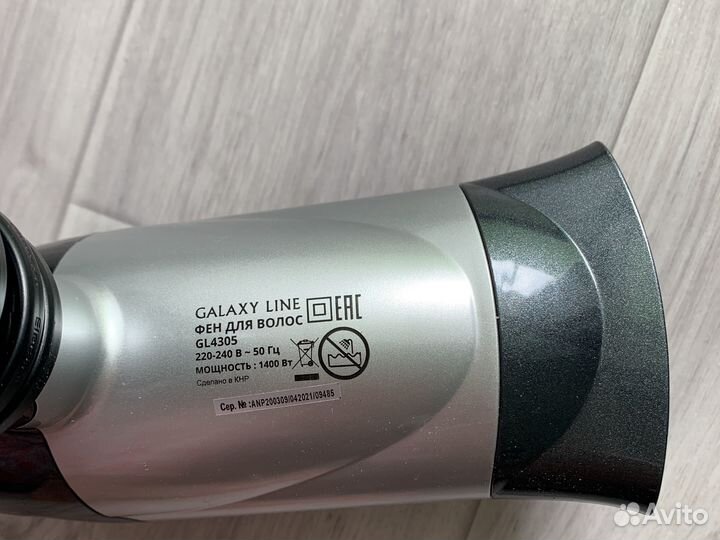 GALAXY LINE EAC
ФЕН ДЛЯ ВОЛОС
GL4305
220-240 В ~ 50 Гц
МОЩНОСТЬ : 1400 Вт
Сделано в КНР
Сер. № :ANP200309/042021/09485
Avito